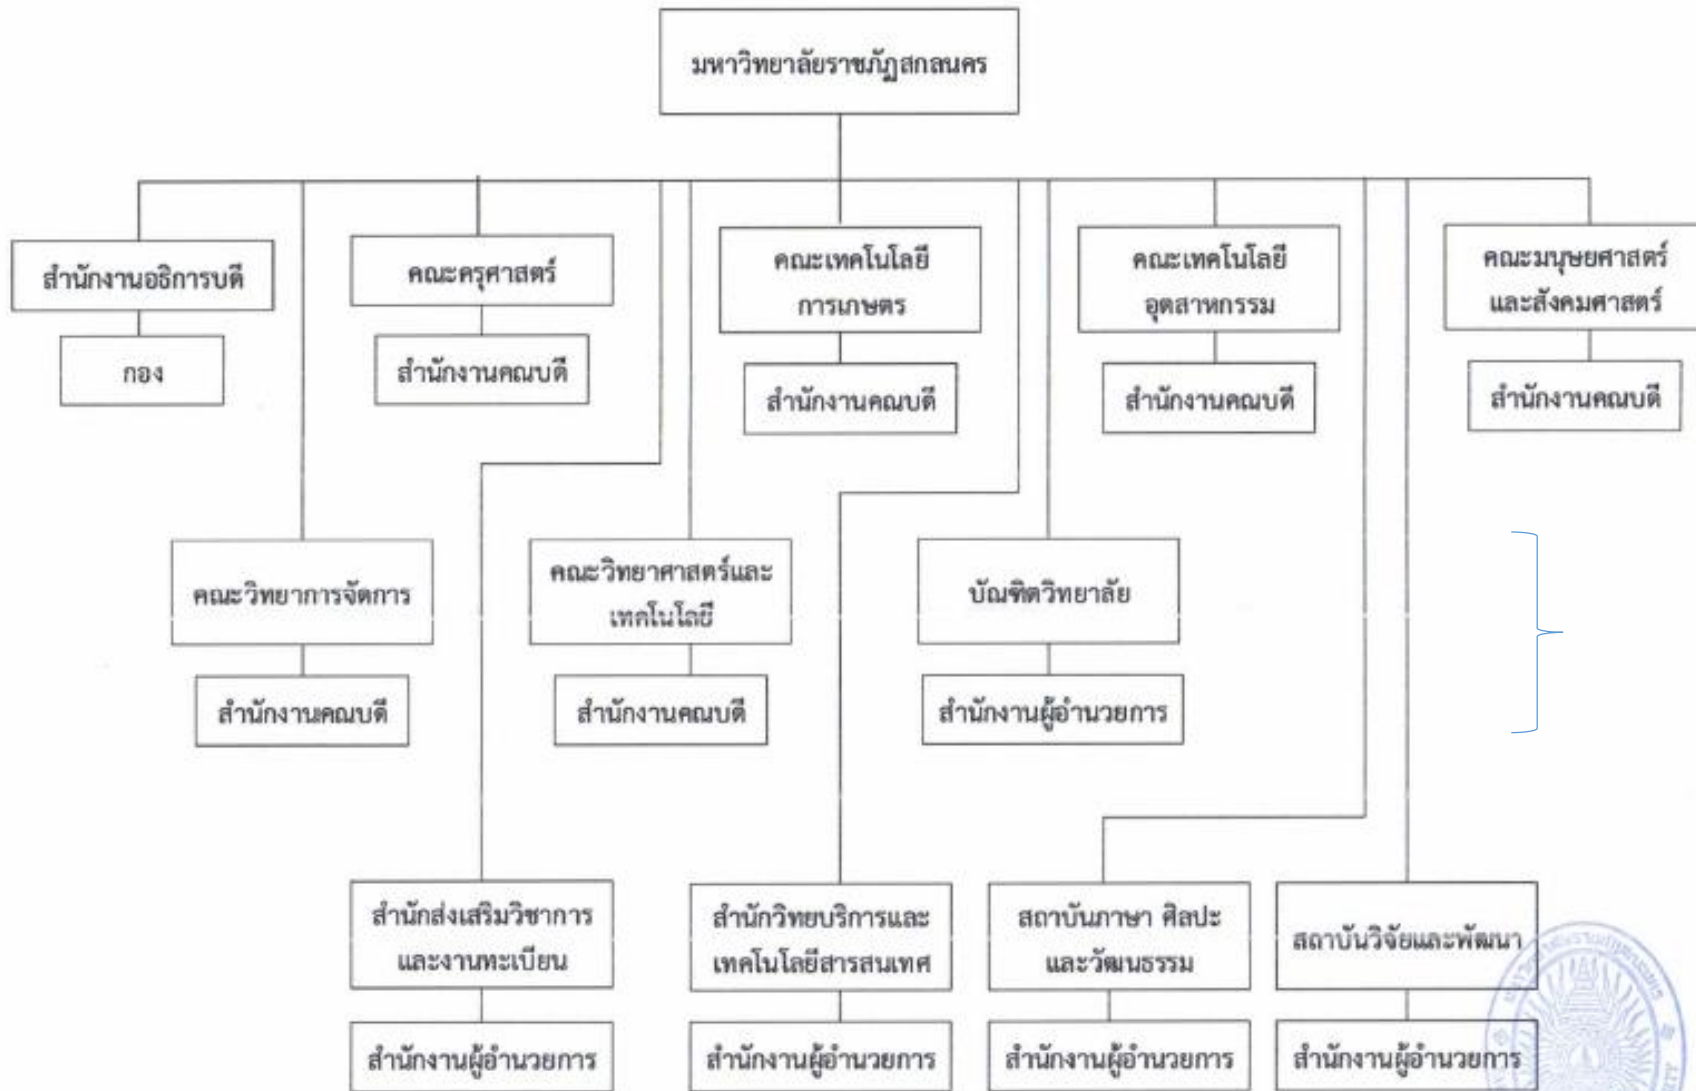 มหาวิทยาลัยราชภัฏสกลนคร
สำนักงานอธิการบดี
กอง
คณะครุศาสตร์
สำนักงานคณบดี
คณะเทคโนโลยี
การเกษตร
สำนักงานคณบดี
คณะเทคโนโลยี
อุตสาหกรรม
สำนักงานคณบดี
คณะมนุษยศาสตร์
และสังคมศาสตร์
สำนักงานคณบดี
คณะวิทยาการจัดการ
สำนักงานคณบดี
คณะวิทยาศาสตร์และ
เทคโนโลยี
สำนักงานคณบดี
บัณฑิตวิทยาลัย
สำนักงานผู้อำนวยการ
สำนักส่งเสริมวิชาการ
และงานทะเบียน
สำนักงานผู้อำนวยการ
สำนักวิทยบริการและ
เทคโนโลยีสารสนเทศ
สำนักงานผู้อำนวยการ
สถาบันภาษา ศิลปะ
และวัฒนธรรม
สำนักงานผู้อำนวยการ
สถาบันวิจัยและพัฒนา
สำนักงานผู้อำนวยการ